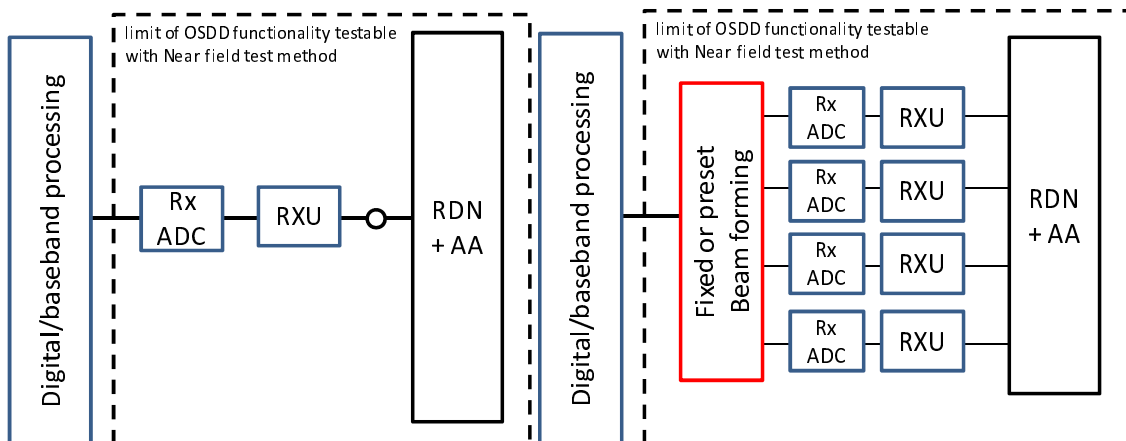 limit of OSDD functionality testable
with Near field test method
Digital/baseband processing
Rx
ADC
RXU
RDN
+ AA
limit of OSDD functionality testable
with Near field test method
Digital/baseband processing
Fixed or preset
Beam forming
Rx
ADC
RXU
Rx
ADC
RXU
Rx
ADC
RXU
Rx
ADC
RXU
RDN
+ AA